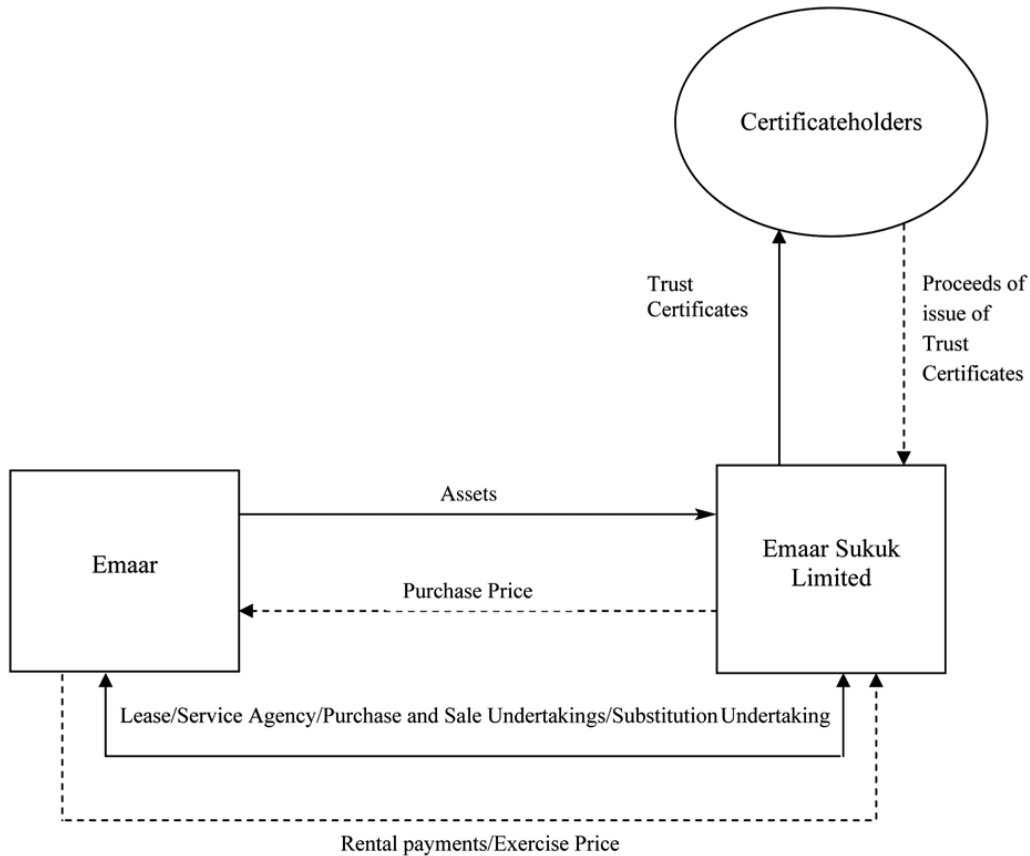 Certificateholders
Trust
Certificates
Proceeds of
issue of
Trust
Certificates
Assets
Emaar
Emaar Sukuk
Limited
Purchase Price
Lease/Service Agency/Purchase and Sale Undertakings/Substitution Undertaking
Rental payments/Exercise Price